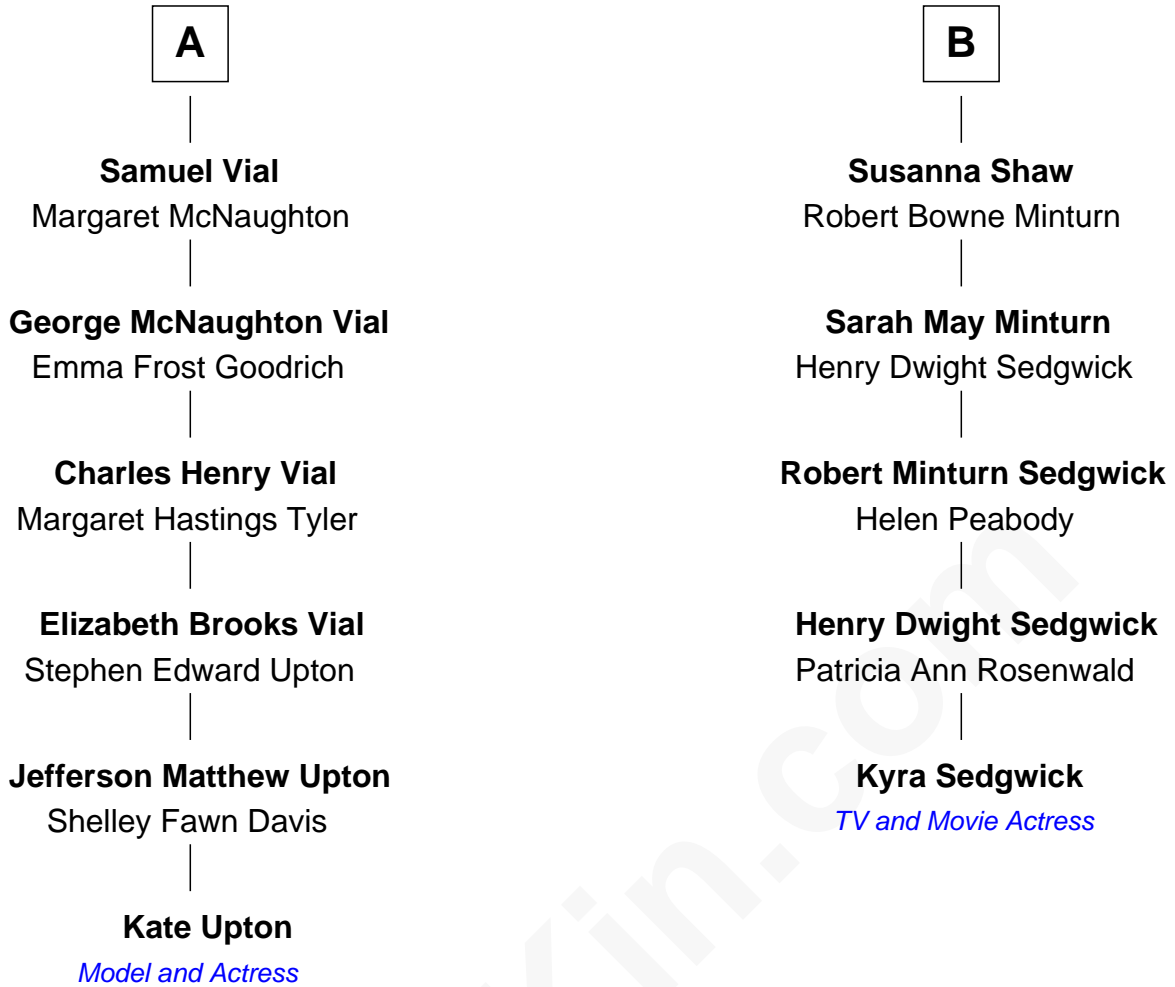 A
Samuel Vial
Margaret McNaughton
George McNaughton Vial
Emma Frost Goodrich
Charles Henry Vial
Margaret Hastings Tyler
Elizabeth Brooks Vial
Stephen Edward Upton
Jefferson Matthew Upton
Shelley Fawn Davis
Kate Upton
Model and Actress
B
Susanna Shaw
Robert Bowne Minturn
Sarah May Minturn
Henry Dwight Sedgwick
Robert Minturn Sedgwick
Helen Peabody
Henry Dwight Sedgwick
Patricia Ann Rosenwald
Kyra Sedgwick
TV and Movie Actress
Kin.com